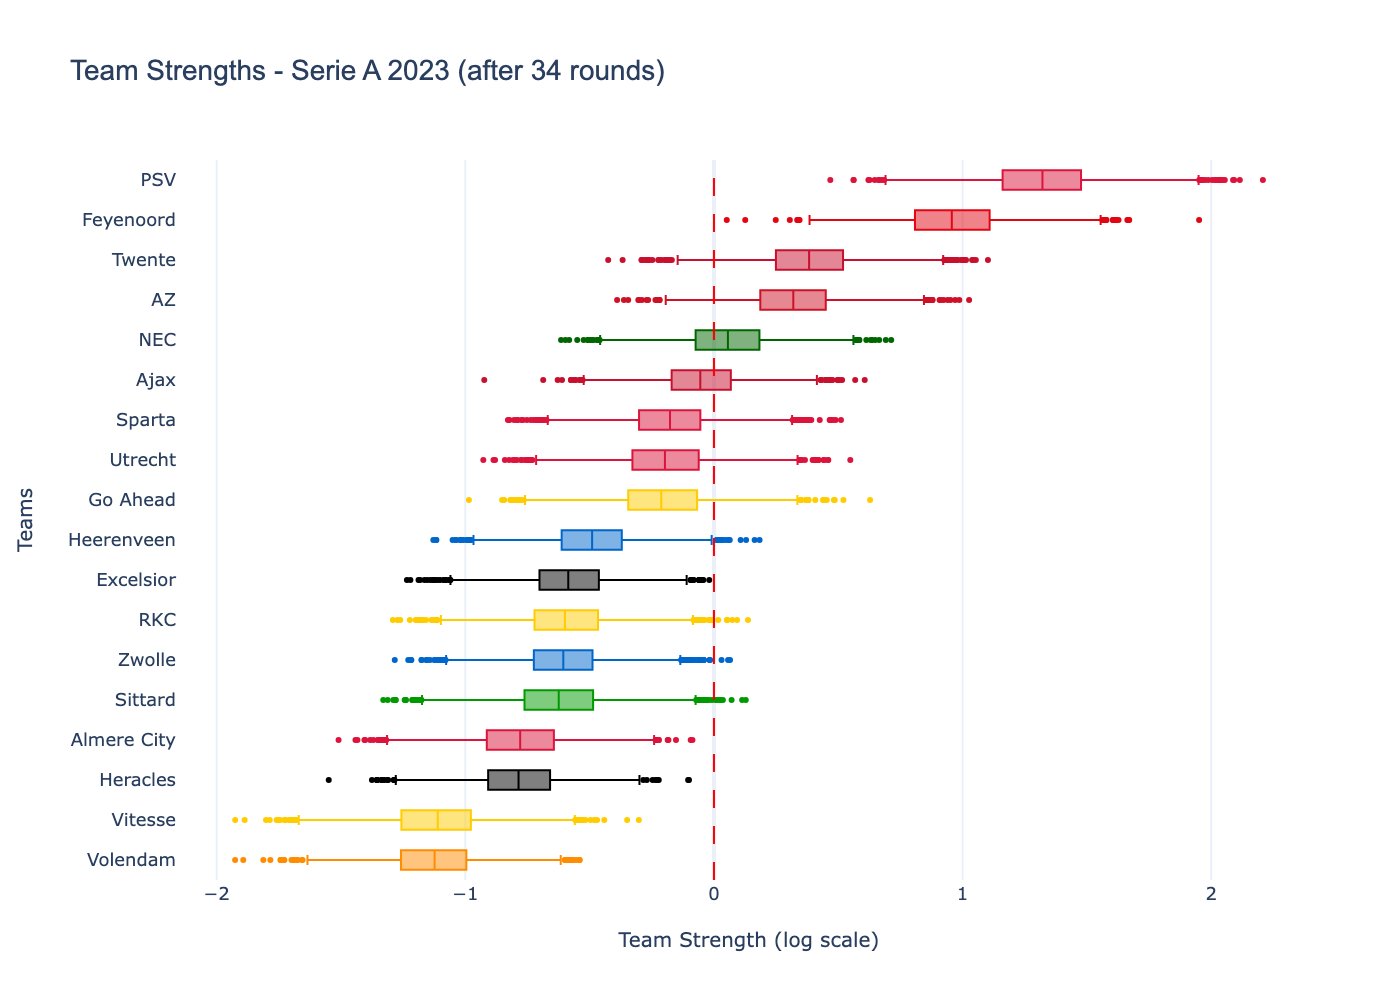 Team Strengths - Serie A 2023 (after 34 rounds)
PSV
Feyenoord
Twente
AZ
NEC
Ajax
Sparta
Utrecht
Go Ahead
Heerenveen
Excelsior
RKC
Zwolle
Sittard
Almere City
Heracles
Vitesse
Volendam
Teams
−2 −1 0 1 2
Team Strength (log scale)